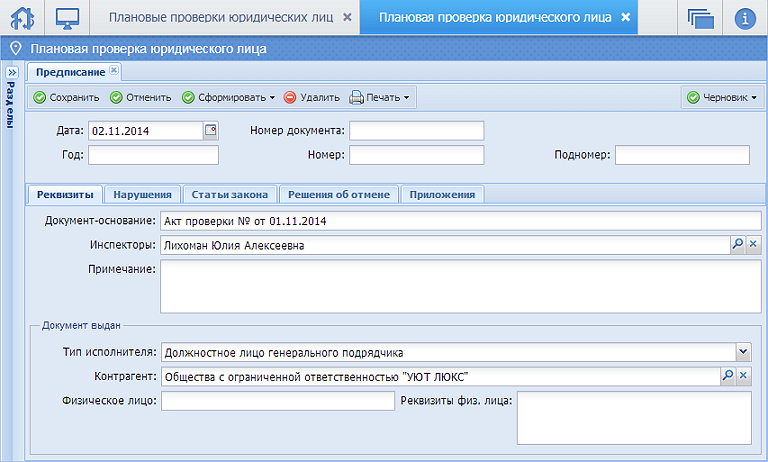 Плановые проверки юридических лиц
Плановая проверка юридического лица
Плановая проверка юридического лица
Разделы
Предписание
Сохранить Отменить Сформировать Удалить Печать Черновик
Дата: 02.11.2014 Номер документа:
Год: Номер: Подномер:
Реквизиты Нарушения Статьи закона Решения об отмене Приложения
Документ-основание: Акт проверки № от 01.11.2014
Инспекторы: Лихоман Юлия Алексеевна
Примечание:
Документ выдан
Тип исполнителя: Должностное лицо генерального подрядчика
Контрагент: Общества с ограниченной ответственностью "УЮТ ЛЮКС"
Физическое лицо: Реквизиты физ. лица: